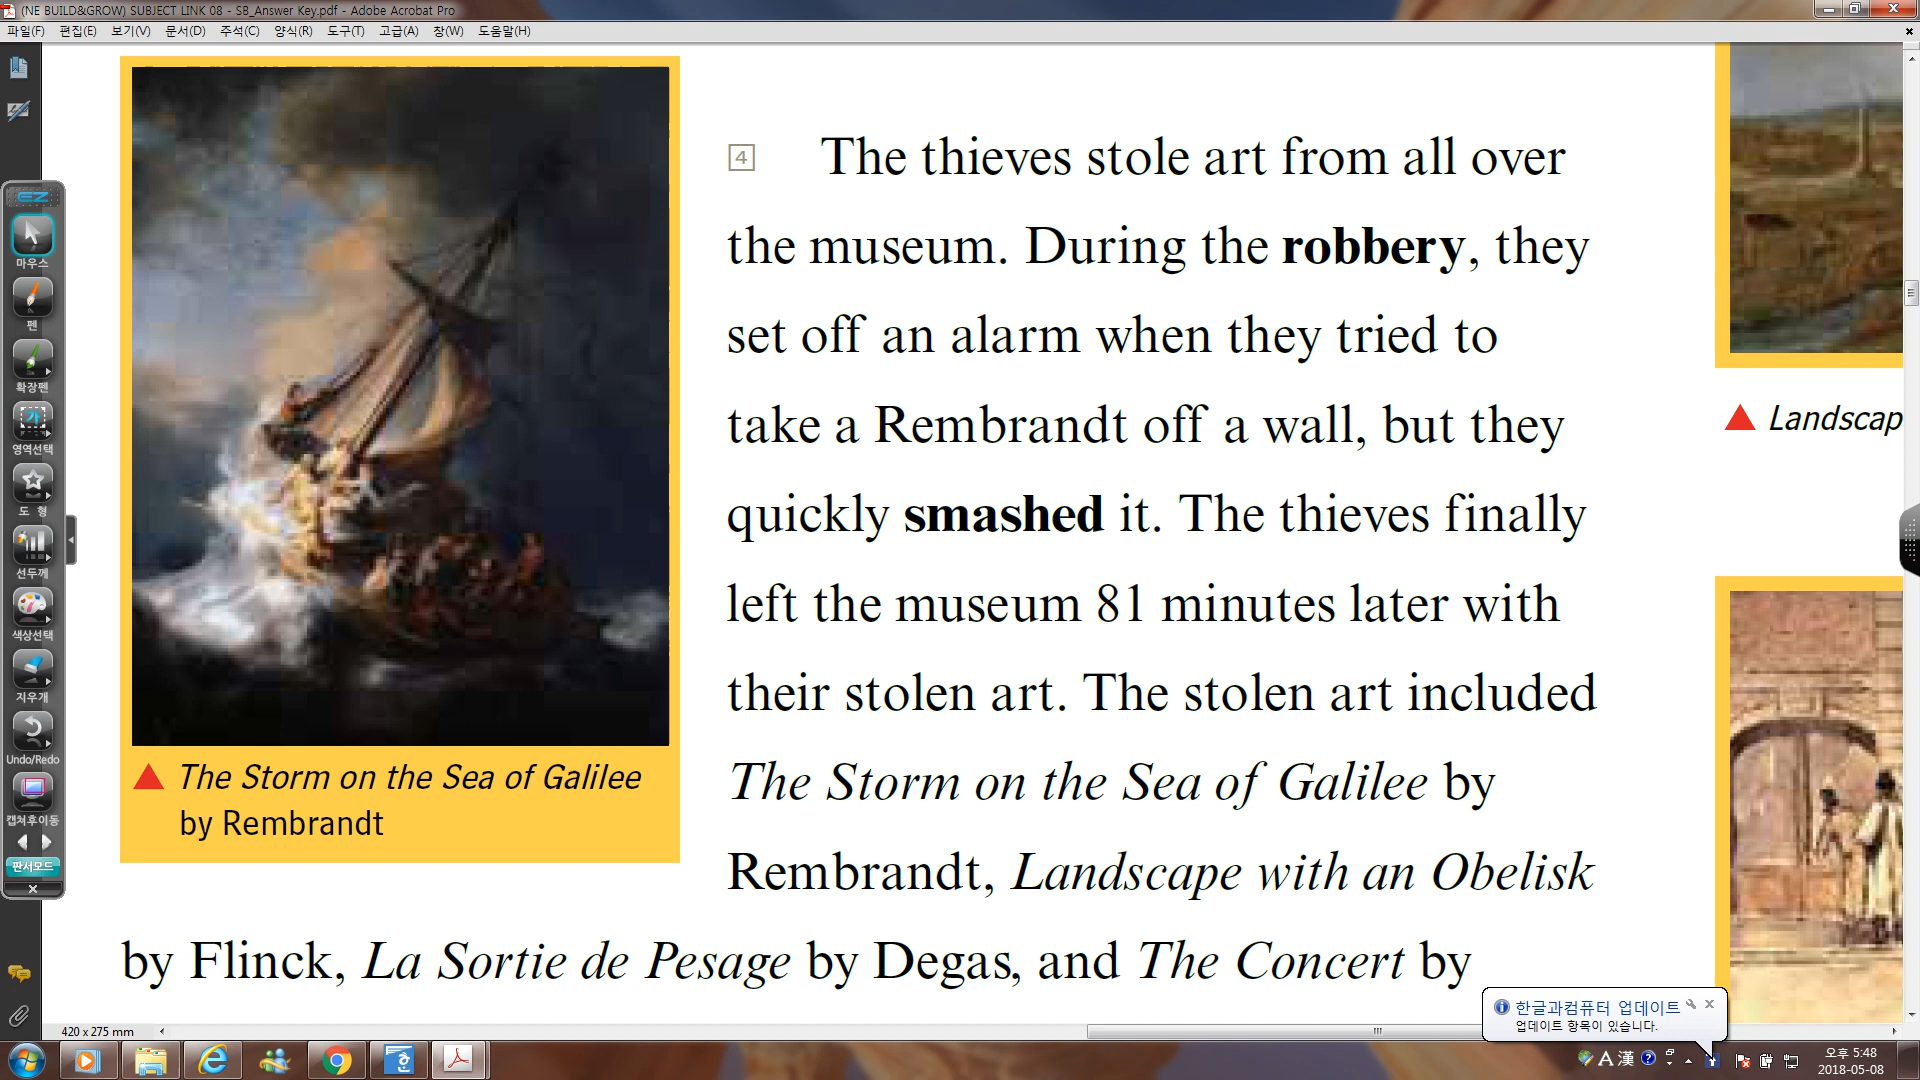 (NE BUILD&GROW) SUBJECT LINK 08 - SB_Answer Key.pdf - Adobe Acrobat Pro
파일(F) 편집(E) 보기(V) 문서(D) 주석(C) 양식(R) 도구(T) 고급(A) 창(W) 도움말(H)
EZ
마우스
펜
확장펜
영역선택
도 형
선두께
색상선택
지우개
Undo/Redo
캡쳐후이동
판서모드
4 The thieves stole art from all over
the museum. During the robbery, they
set off an alarm when they tried to
take a Rembrandt off a wall, but they
quickly smashed it. The thieves finally
left the museum 81 minutes later with
their stolen art. The stolen art included
The Storm on the Sea of Galilee by
Rembrandt, Landscape with an Obelisk
by Flinck, La Sortie de Pesage by Degas, and The Concert by
The Storm on the Sea of Galilee
by Rembrandt
Landscap
420 x 275 mm
한글과컴퓨터 업데이트
업데이트 항목이 있습니다.
A 漢
오후 5:48
2018-05-08